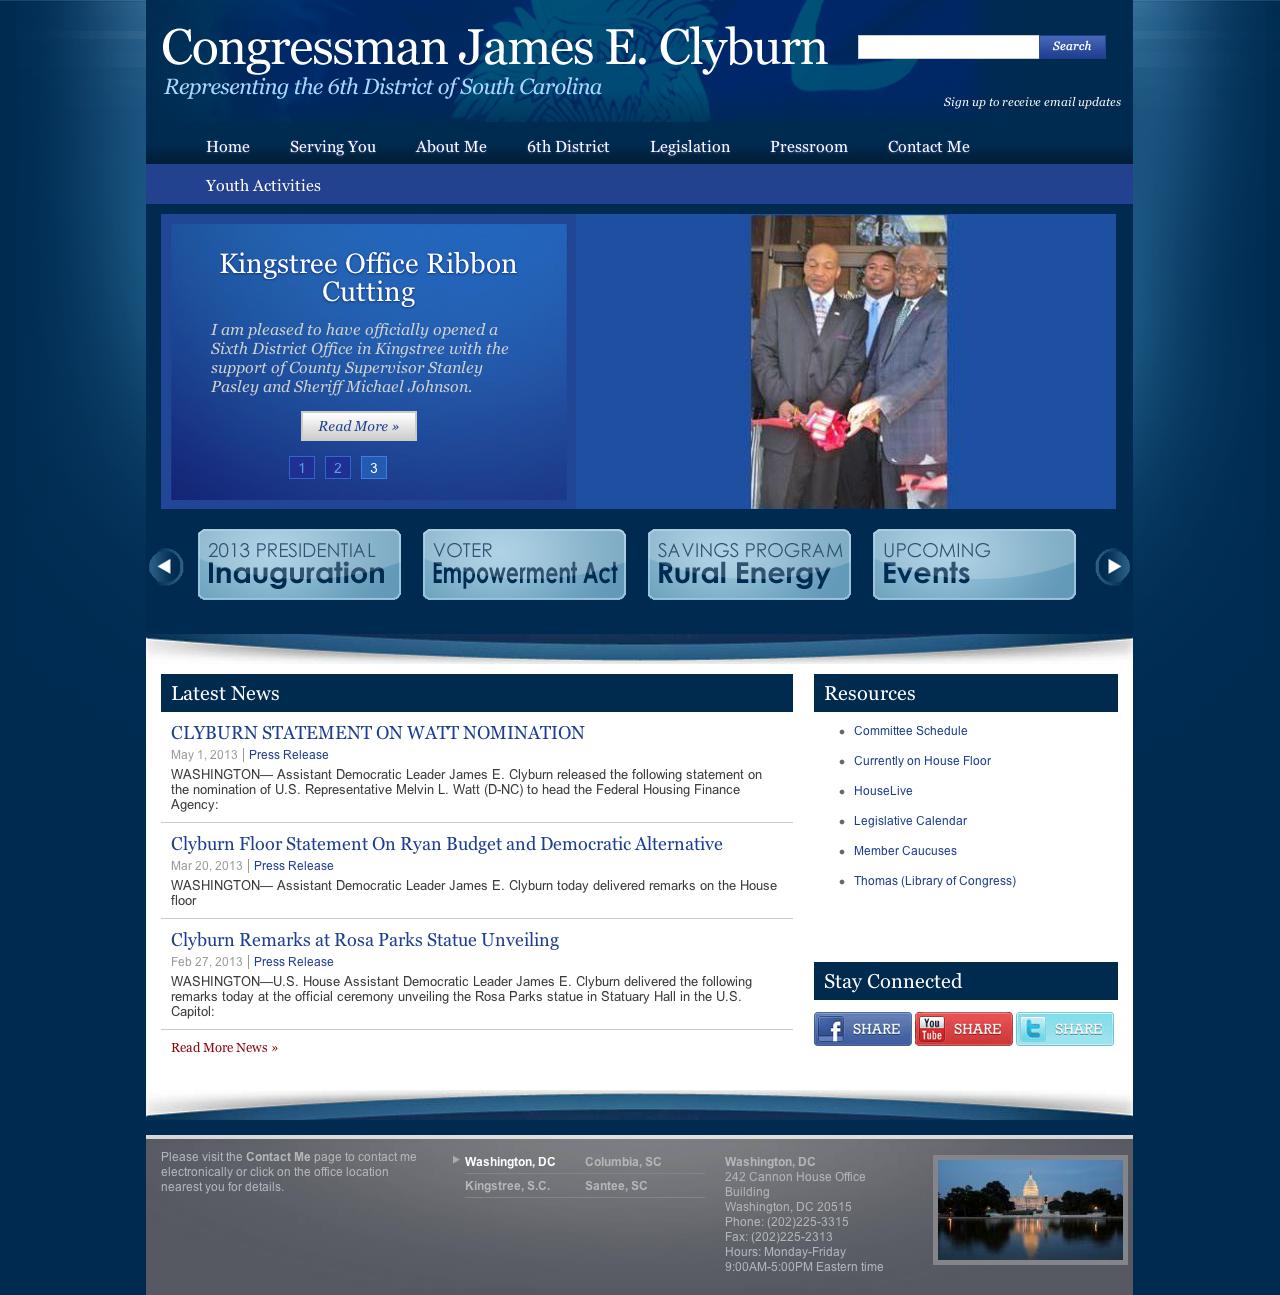 Congressman James E. Clyburn
Representing the 6th District of South Carolina
Search
Sign up to receive email updates
Home Serving You About Me 6th District Legislation Pressroom Contact Me
Youth Activities
Kingstree Office Ribbon
Cutting
I am pleased to have officially opened a
Sixth District Office in Kingstree with the
support of County Supervisor Stanley
Pasley and Sheriff Michael Johnson.
Read More »
1 2 3
130
2013 PRESIDENTIAL
Inauguration
VOTER
Empowerment Act
SAVINGS PROGRAM
Rural Energy
UPCOMING
Events
Latest News
CLYBURN STATEMENT ON WATT NOMINATION
May 1, 2013 | Press Release
WASHINGTON— Assistant Democratic Leader James E. Clyburn released the following statement on
the nomination of U.S. Representative Melvin L. Watt (D-NC) to head the Federal Housing Finance
Agency:
Clyburn Floor Statement On Ryan Budget and Democratic Alternative
Mar 20, 2013 | Press Release
WASHINGTON— Assistant Democratic Leader James E. Clyburn today delivered remarks on the House
floor
Clyburn Remarks at Rosa Parks Statue Unveiling
Feb 27, 2013 | Press Release
WASHINGTON—U.S. House Assistant Democratic Leader James E. Clyburn delivered the following
remarks today at the official ceremony unveiling the Rosa Parks statue in Statuary Hall in the U.S.
Capitol:
Read More News »
Resources
Committee Schedule
Currently on House Floor
HouseLive
Legislative Calendar
Member Caucuses
Thomas (Library of Congress)
Stay Connected
f SHARE
You
Tube SHARE
t SHARE
Please visit the Contact Me page to contact me
electronically or click on the office location
nearest you for details.
Washington, DC Columbia, SC
Kingstree, S.C. Santee, SC
Washington, DC
242 Cannon House Office
Building
Washington, DC 20515
Phone: (202)225-3315
Fax: (202)225-2313
Hours: Monday-Friday
9:00AM-5:00PM Eastern time